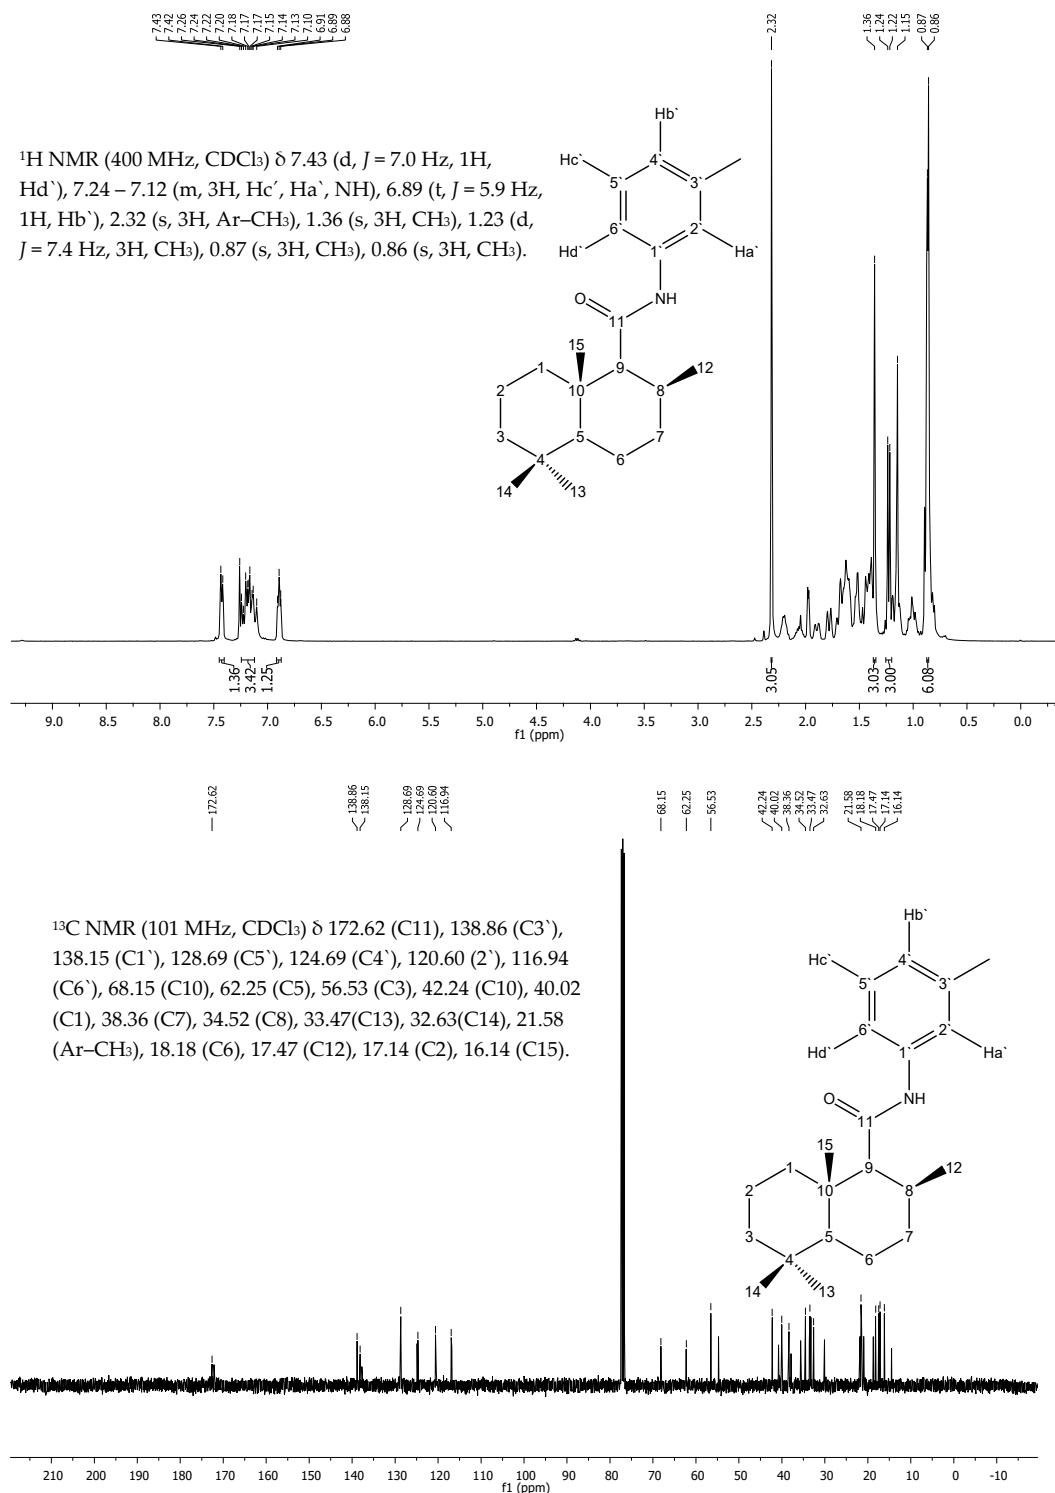 7.43
7.42
7.26
7.24
7.22
7.20
7.18
7.17
7.17
7.15
7.14
7.13
7.10
6.91
6.89
6.88
2.32
1.36
1.24
1.22
1.15
0.87
0.86
¹H NMR (400 MHz, CDCl₃) δ 7.43 (d, J = 7.0 Hz, 1H,
Hd`), 7.24 – 7.12 (m, 3H, Hc´, Ha`, NH), 6.89 (t, J = 5.9 Hz,
1H, Hb`), 2.32 (s, 3H, Ar–CH₃), 1.36 (s, 3H, CH₃), 1.23 (d,
J = 7.4 Hz, 3H, CH₃), 0.87 (s, 3H, CH₃), 0.86 (s, 3H, CH₃).
Hb`
Hc` 4`
5` 3`
6` 2`
Hd` 1` Ha`
O NH
11
15 12
1 9
2 10 8
3 5 7
4 6
14 13
1.36
3.42
1.25
3.05
3.03
3.00
6.08
9.0 8.5 8.0 7.5 7.0 6.5 6.0 5.5 5.0 4.5 4.0 3.5 3.0 2.5 2.0 1.5 1.0 0.5 0.0
f1 (ppm)
172.62
138.86
138.15
128.69
124.69
120.60
116.94
68.15
62.25
56.53
42.24
40.02
38.36
34.52
33.47
32.63
21.58
18.18
17.47
17.14
16.14
¹³C NMR (101 MHz, CDCl₃) δ 172.62 (C11), 138.86 (C3`),
138.15 (C1`), 128.69 (C5`), 124.69 (C4`), 120.60 (2`), 116.94
(C6`), 68.15 (C10), 62.25 (C5), 56.53 (C3), 42.24 (C10), 40.02
(C1), 38.36 (C7), 34.52 (C8), 33.47(C13), 32.63(C14), 21.58
(Ar–CH₃), 18.18 (C6), 17.47 (C12), 17.14 (C2), 16.14 (C15).
Hb`
Hc` 4`
5` 3`
6` 2`
Hd` 1` Ha`
O NH
11
15 12
1 9
2 10 8
3 5 7
4 6
14 13
210 200 190 180 170 160 150 140 130 120 110 100 90 80 70 60 50 40 30 20 10 0 -10
f1 (ppm)